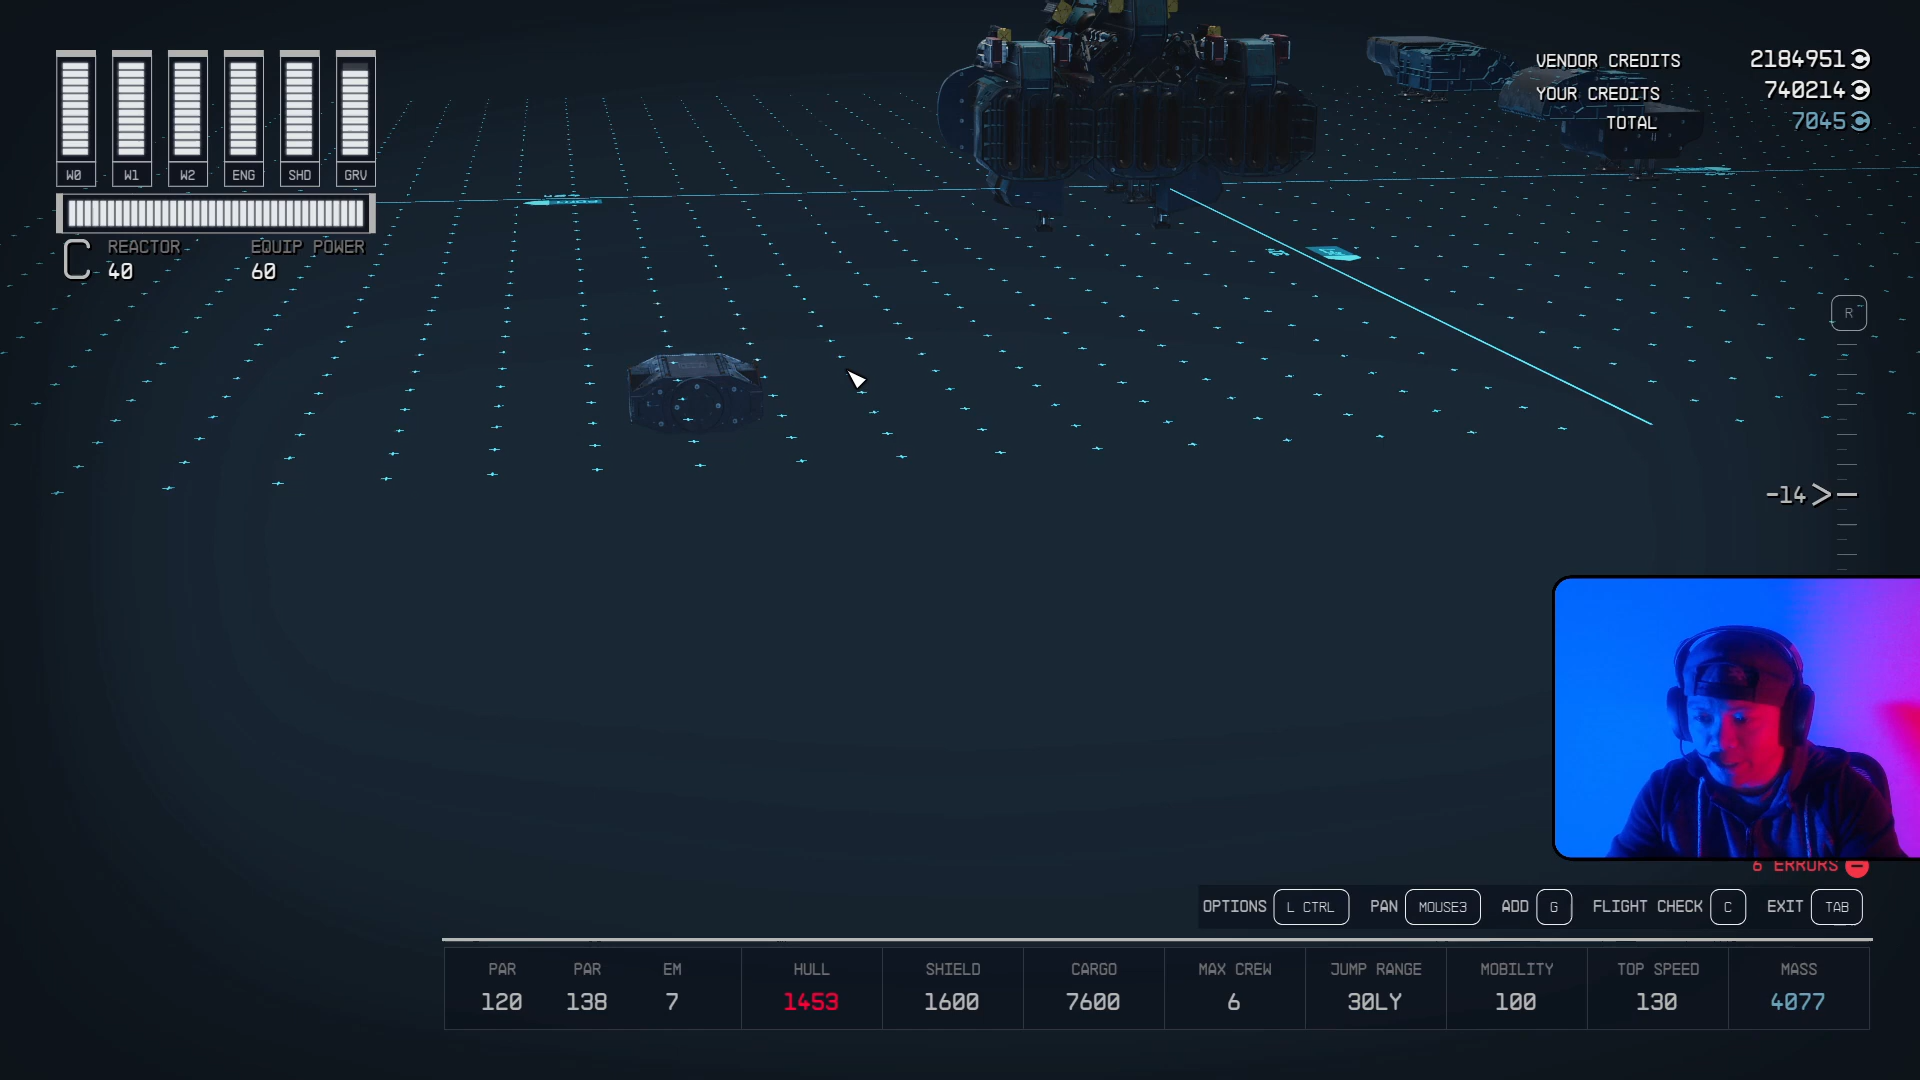 VENDOR CREDITS 2184951
YOUR CREDITS 740214
TOTAL 7045
W0 W1 W2 ENG SHD GRV
C REACTOR EQUIP POWER
40 60
R
-14
6 ERRORS
OPTIONS L CTRL PAN MOUSE3 ADD G FLIGHT CHECK C EXIT TAB
PAR PAR EM HULL SHIELD CARGO MAX CREW JUMP RANGE MOBILITY TOP SPEED MASS
120 138 7 1453 1600 7600 6 30LY 100 130 4077